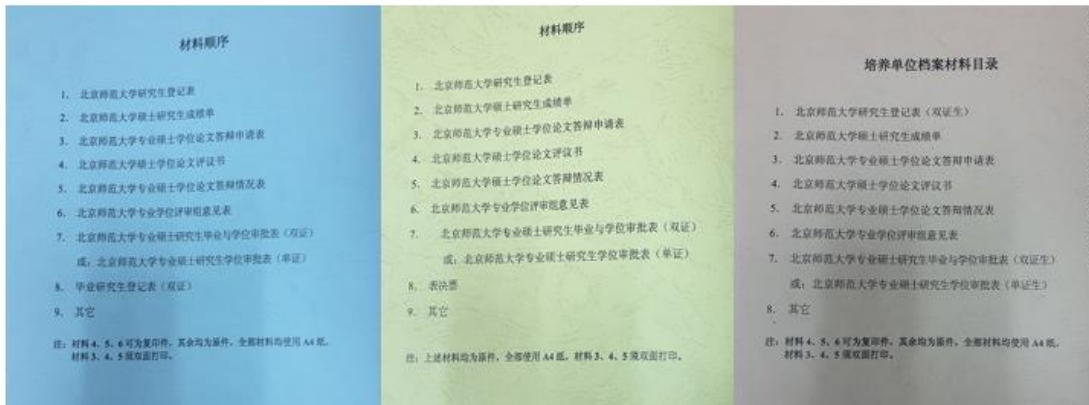 材料顺序
1. 北京师范大学研究生登记表
2. 北京师范大学硕士研究生成绩单
3. 北京师范大学专业硕士学位论文答辩申请表
4. 北京师范大学硕士学位论文评议书
5. 北京师范大学专业硕士学位论文答辩情况表
6. 北京师范大学专业学位评审组意见表
7. 北京师范大学专业硕士研究生毕业与学位审批表（双证）
或：北京师范大学专业硕士研究生学位审批表（单证）
8. 毕业研究生登记表（双证）
9. 其它
注：材料 4、5、6 可为复印件，其余均为原件，全部材料均使用 A4 纸，
材料 3、4、5 须双面打印。
材料顺序
1. 北京师范大学研究生登记表
2. 北京师范大学硕士研究生成绩单
3. 北京师范大学专业硕士学位论文答辩申请表
4. 北京师范大学硕士学位论文评议书
5. 北京师范大学硕士学位论文答辩情况表
6. 北京师范大学专业学位评审组意见表
7. 北京师范大学专业硕士研究生毕业与学位审批表（双证）
或：北京师范大学专业硕士研究生学位审批表（单证）
8. 表决票
9. 其它
注：上述材料均为原件，全部使用 A4 纸，材料 3、4、5 须双面打印。
培养单位档案材料目录
1. 北京师范大学研究生登记表（双证生）
2. 北京师范大学硕士研究生成绩单
3. 北京师范大学专业硕士学位论文答辩申请表
4. 北京师范大学硕士学位论文评议书
5. 北京师范大学专业硕士学位论文答辩情况表
6. 北京师范大学专业学位评审组意见表
7. 北京师范大学专业硕士研究生毕业与学位审批表（双证生）
或：北京师范大学专业硕士研究生学位审批表（单证生）
8. 其它
注：材料 4、5、6 可为复印件，其余均为原件，全部材料均使用 A4 纸，
材料 3、4、5 须双面打印。